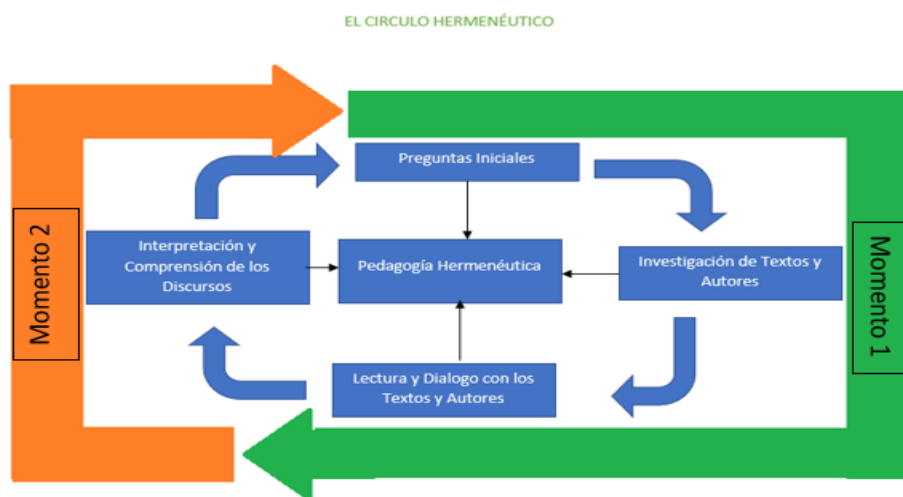 EL CIRCULO HERMENÉUTICO
Preguntas Iniciales
Momento 2
Interpretación y
Comprensión de los
Discursos
Pedagogía Hermenéutica
Investigación de Textos y
Autores
Momento 1
Lectura y Dialogo con los
Textos y Autores